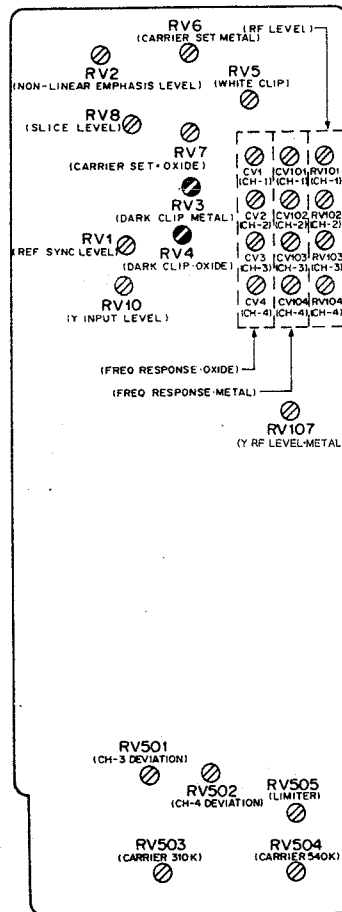 RV6
(CARRIER SET METAL)
(RF LEVEL)
RV2
(NON-LINEAR EMPHASIS LEVEL)
RV5
(WHITE CLIP)
RV8
(SLICE LEVEL)
RV7
(CARRIER SET·OXIDE)
CV1
(CH-1)
CV101
(CH-1)
RV101
(CH-1)
RV3
(DARK CLIP METAL)
CV2
(CH-2)
CV102
(CH-2)
RV102
(CH-2)
RV1
(REF SYNC LEVEL)
RV4
(DARK CLIP·OXIDE)
CV3
(CH-3)
CV103
(CH-3)
RV103
(CH-3)
RV10
(Y INPUT LEVEL)
CV4
(CH-4)
CV104
(CH-4)
RV104
(CH-4)
(FREQ RESPONSE·OXIDE)
(FREQ RESPONSE·METAL)
RV107
(Y RF LEVEL·METAL
RV501
(CH-3 DEVIATION)
RV502
(CH-4 DEVIATION)
RV505
(LIMITER)
RV503
(CARRIER 310K)
RV504
(CARRIER 540K)